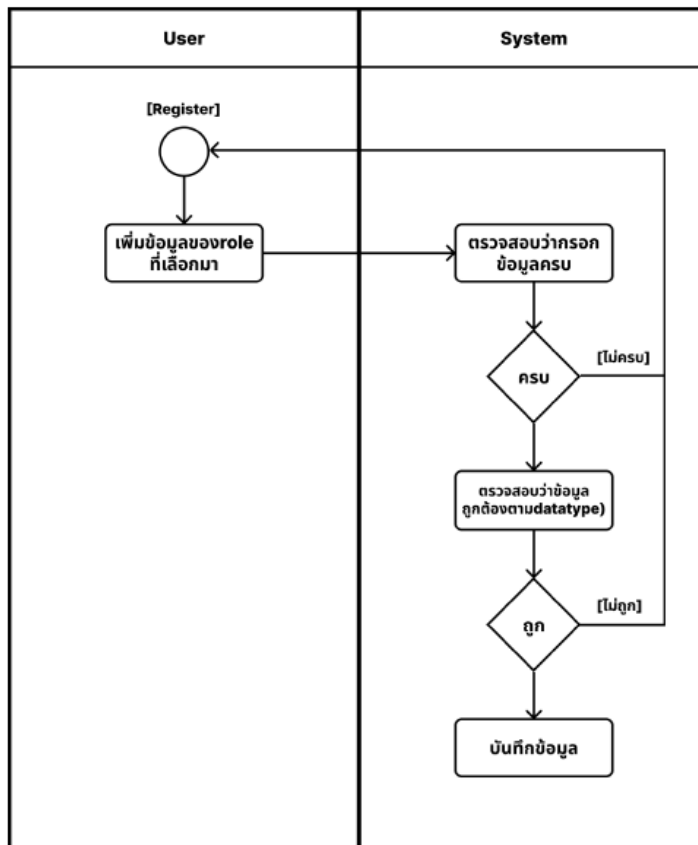 User
System
[Register]
เพิ่มข้อมูลของrole
ที่เลือกมา
ตรวจสอบว่ากรอก
ข้อมูลครบ
[ไม่ครบ]
ครบ
ตรวจสอบว่าข้อมูล
ถูกต้องตามdatatype)
[ไม่ถูก]
ถูก
บันทึกข้อมูล